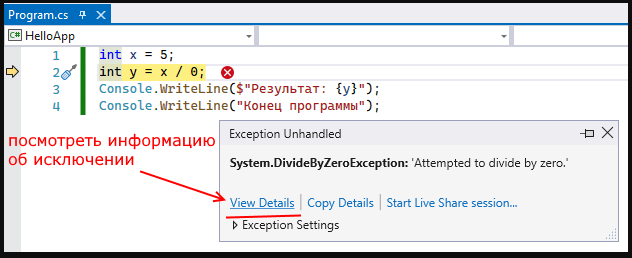 Program.cs
HelloApp
1 int x = 5;
2 int y = x / 0;
3 Console.WriteLine($"Результат: {y}");
4 Console.WriteLine("Конец программы");
посмотреть информацию
об исключении
Exception Unhandled
System.DivideByZeroException: 'Attempted to divide by zero.'
View Details | Copy Details | Start Live Share session...
Exception Settings